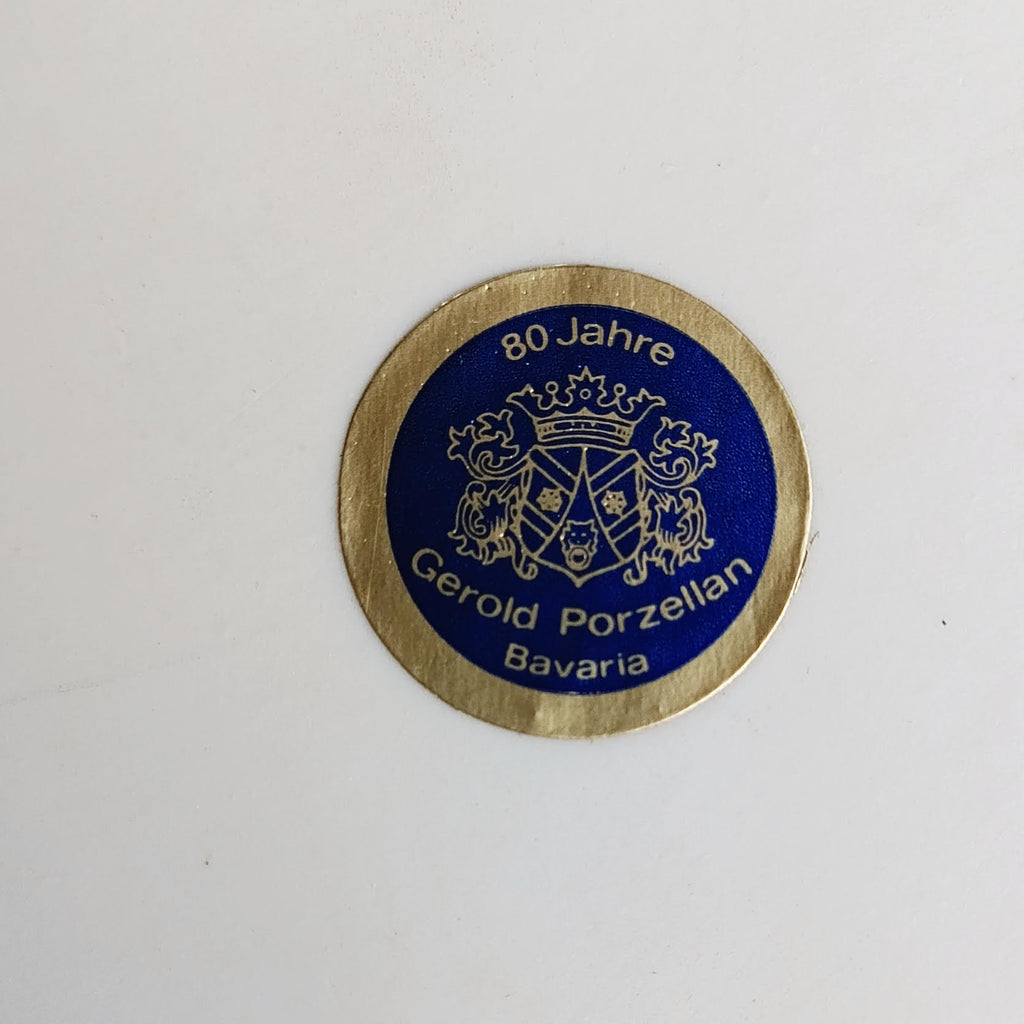 80 Jahre
Gerold Porzellan
Bavaria